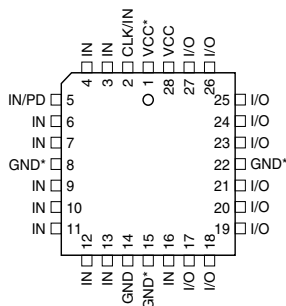 IN
IN
CLK/IN
VCC*
VCC
I/O
I/O
4
3
2
1
28
27
26
IN/PD 5
IN 6
IN 7
GND* 8
IN 9
IN 10
IN 11
25 I/O
24 I/O
23 I/O
22 GND*
21 I/O
20 I/O
19 I/O
12
13
14
15
16
17
18
IN
IN
GND
GND*
IN
I/O
I/O